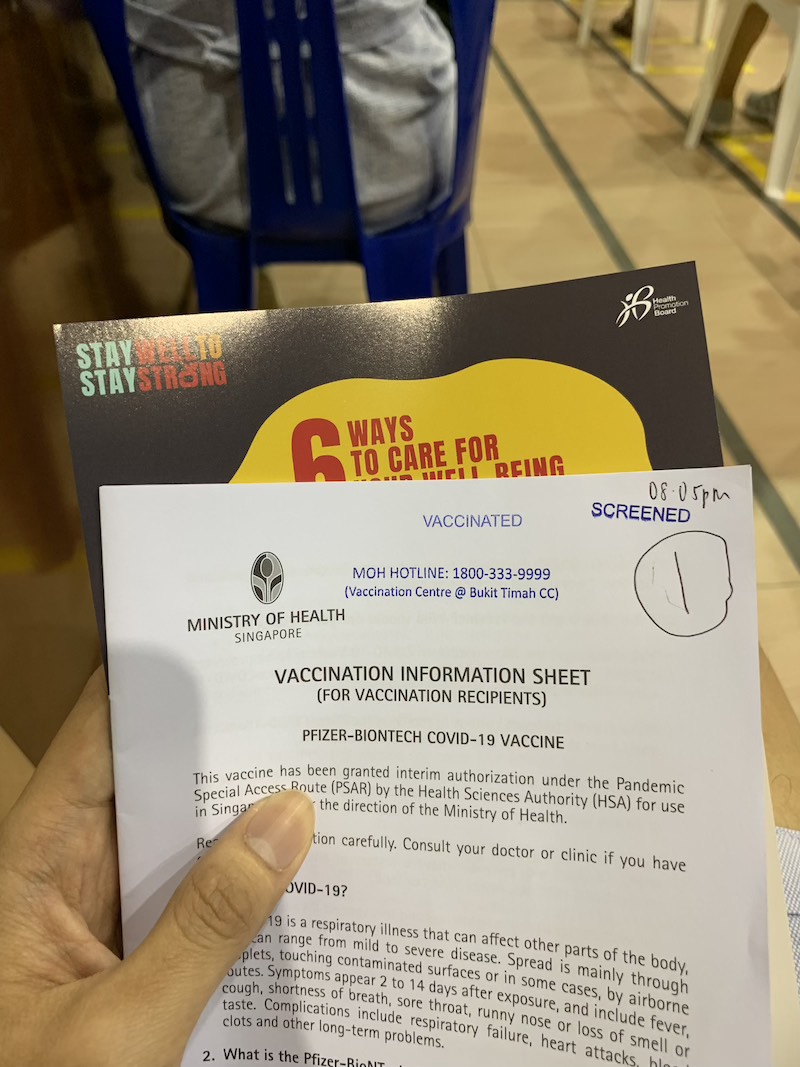 STAY WELL TO
STAY STRONG
Health
Promotion
Board
6 WAYS
TO CARE FOR
YOUR WELL-BEING
08.05pm
VACCINATED
SCREENED
1
MOH HOTLINE: 1800-333-9999
(Vaccination Centre @ Bukit Timah CC)
MINISTRY OF HEALTH
SINGAPORE
VACCINATION INFORMATION SHEET
(FOR VACCINATION RECIPIENTS)
PFIZER-BIONTECH COVID-19 VACCINE
This vaccine has been granted interim authorization under the Pandemic
Special Access Route (PSAR) by the Health Sciences Authority (HSA) for use
in the direction of the Ministry of Health.
carefully. Consult your doctor or clinic if you have
OVID-19?
19 is a respiratory illness that can affect other parts of the body,
can range from mild to severe disease. Spread is mainly through
plets, touching contaminated surfaces or in some cases, by airborne
outes. Symptoms appear 2 to 14 days after exposure, and include fever,
cough, shortness of breath, sore throat, runny nose or loss of smell or
taste. Complications include respiratory failure, heart attacks, blood
clots and other long-term problems.
2. What is the Pfizer-BioNT